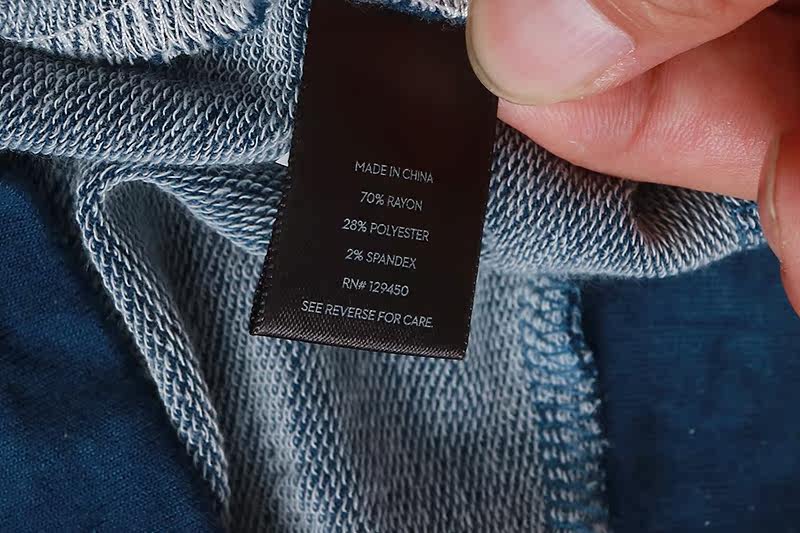 MADE IN CHINA
70% RAYON
28% POLYESTER
2% SPANDEX
RN# 129450
SEE REVERSE FOR CARE.